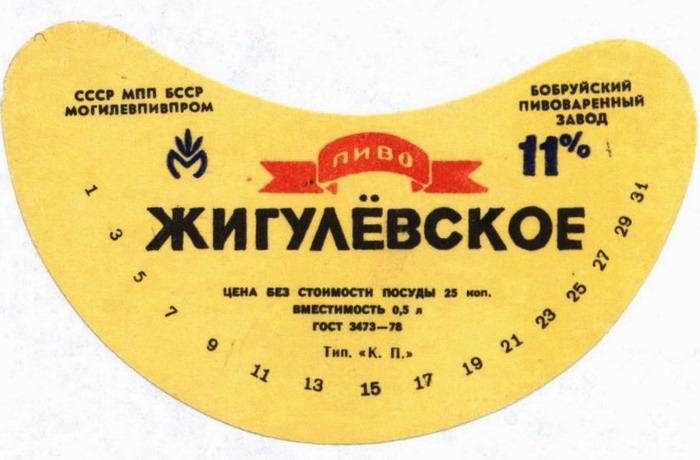 СССР МПП БССР
МОГИЛЕВПИВПРОМ
БОБРУЙСКИЙ
ПИВОВАРЕННЫЙ
ЗАВОД
11%
ПИВО
ЖИГУЛЁВСКОЕ
ЦЕНА БЕЗ СТОИМОСТИ ПОСУДЫ 25 коп.
ВМЕСТИМОСТЬ 0,5 л
ГОСТ 3473—78
Тип. «К. П.»
1 3 5 7 9 11 13 15 17 19 21 23 25 27 29 31